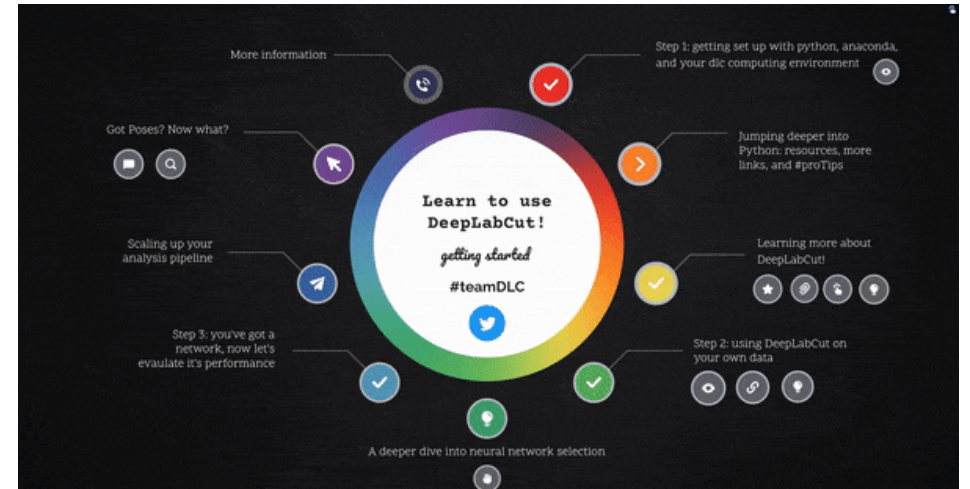 More information
Step 1: getting set up with python, anaconda,
and your dlc computing environment
Got Poses? Now what?
Jumping deeper into
Python: resources, more
links, and #proTips
Learn to use
DeepLabCut!
getting started
#teamDLC
Scaling up your
analysis pipeline
Learning more about
DeepLabCut!
Step 3: you've got a
network, now let's
evaulate it's performance
Step 2: using DeepLabCut on
your own data
A deeper dive into neural network selection